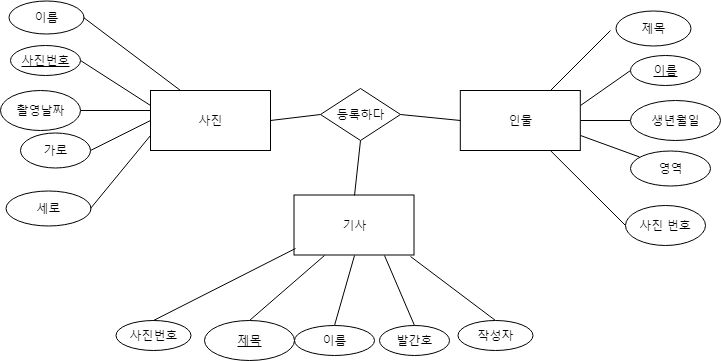 이름
사진번호
촬영날짜
가로
세로
사진
등록하다
인물
제목
이름
생년월일
영역
사진 번호
기사
사진번호
제목
이름
발간호
작성자